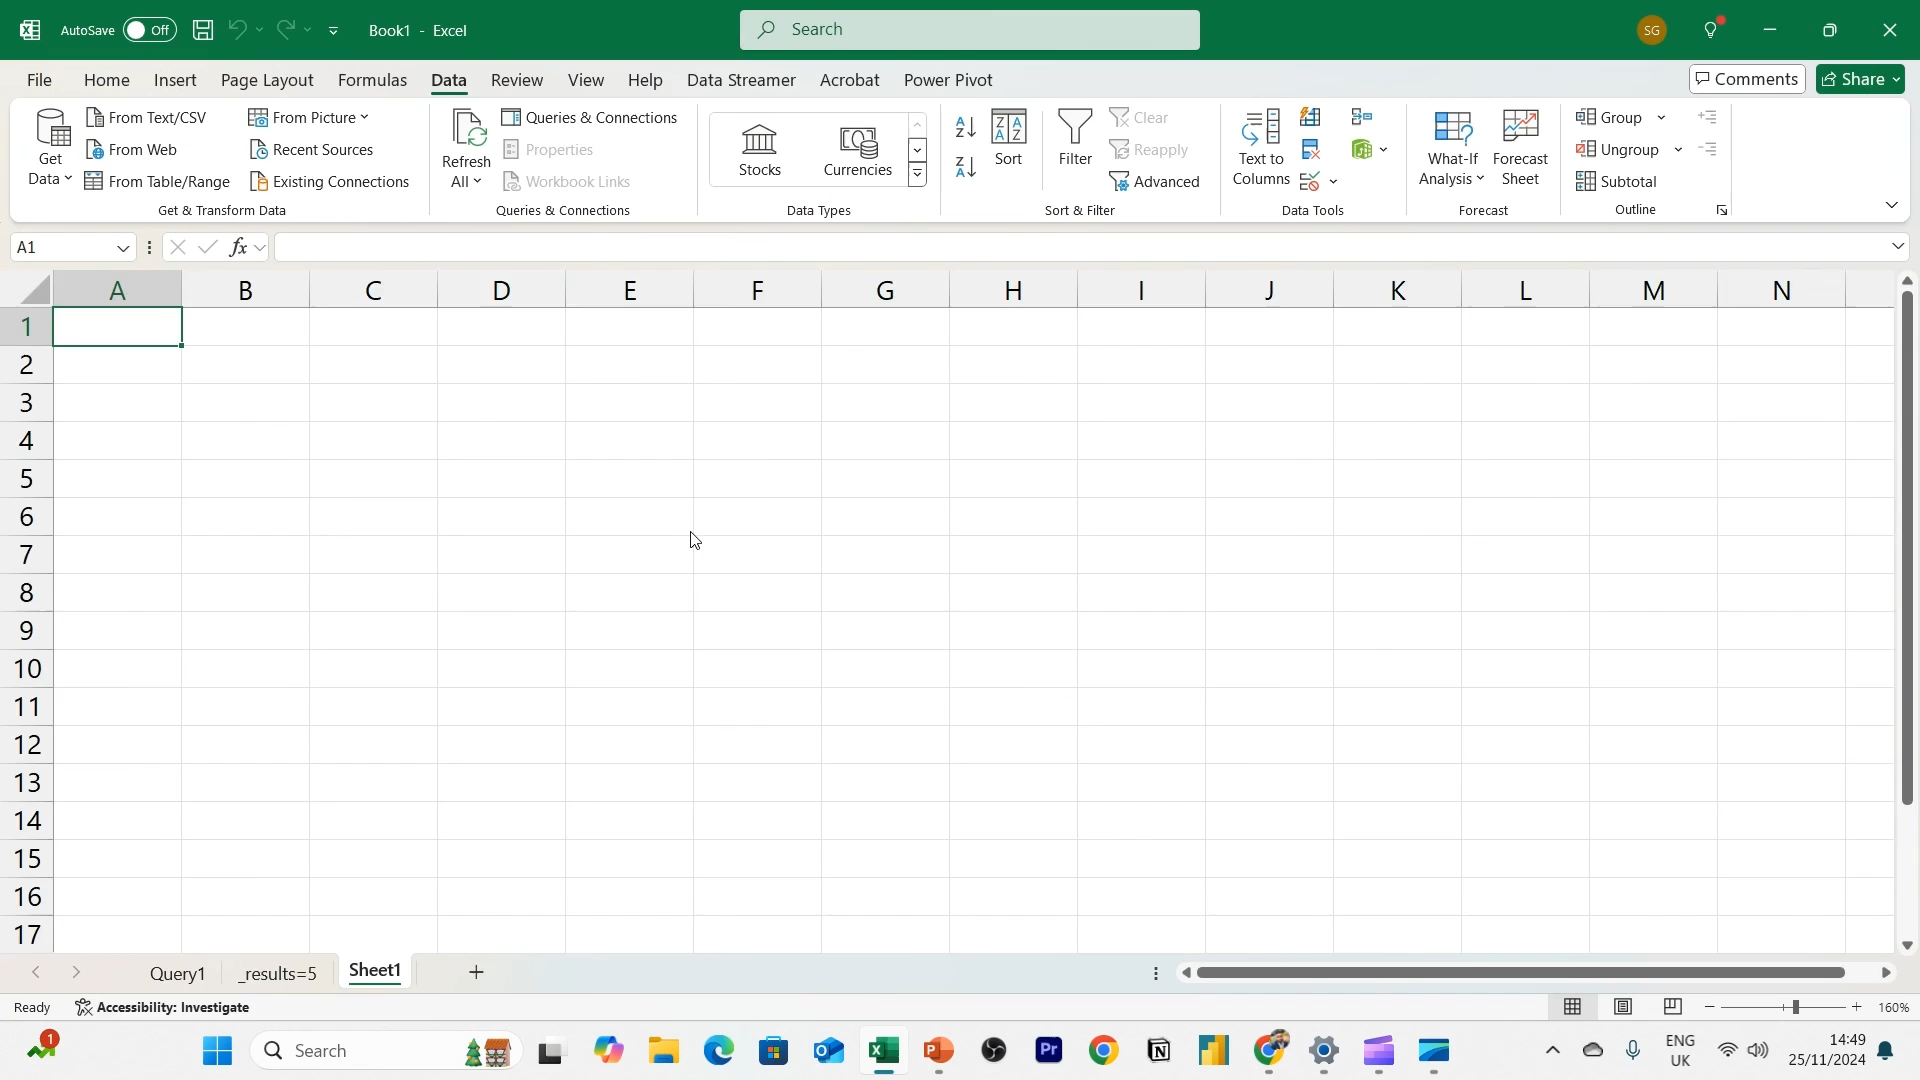 AutoSave Off Book1 - Excel Search SG
File Home Insert Page Layout Formulas Data Review View Help Data Streamer Acrobat Power Pivot Comments Share
Get Data
From Text/CSV
From Web
From Table/Range
From Picture
Recent Sources
Existing Connections
Get & Transform Data
Refresh All
Queries & Connections
Properties
Workbook Links
Queries & Connections
Stocks
Currencies
Data Types
Sort
Filter
Clear
Reapply
Advanced
Sort & Filter
Text to Columns
Data Tools
What-If Analysis
Forecast Sheet
Forecast
Group
Ungroup
Subtotal
Outline
A1 fx
A B C D E F G H I J K L M N
1
2
3
4
5
6
7
8
9
10
11
12
13
14
15
16
17
Query1 _results=5 Sheet1
Ready Accessibility: Investigate 160%
1 Search ENG UK 14:49 25/11/2024